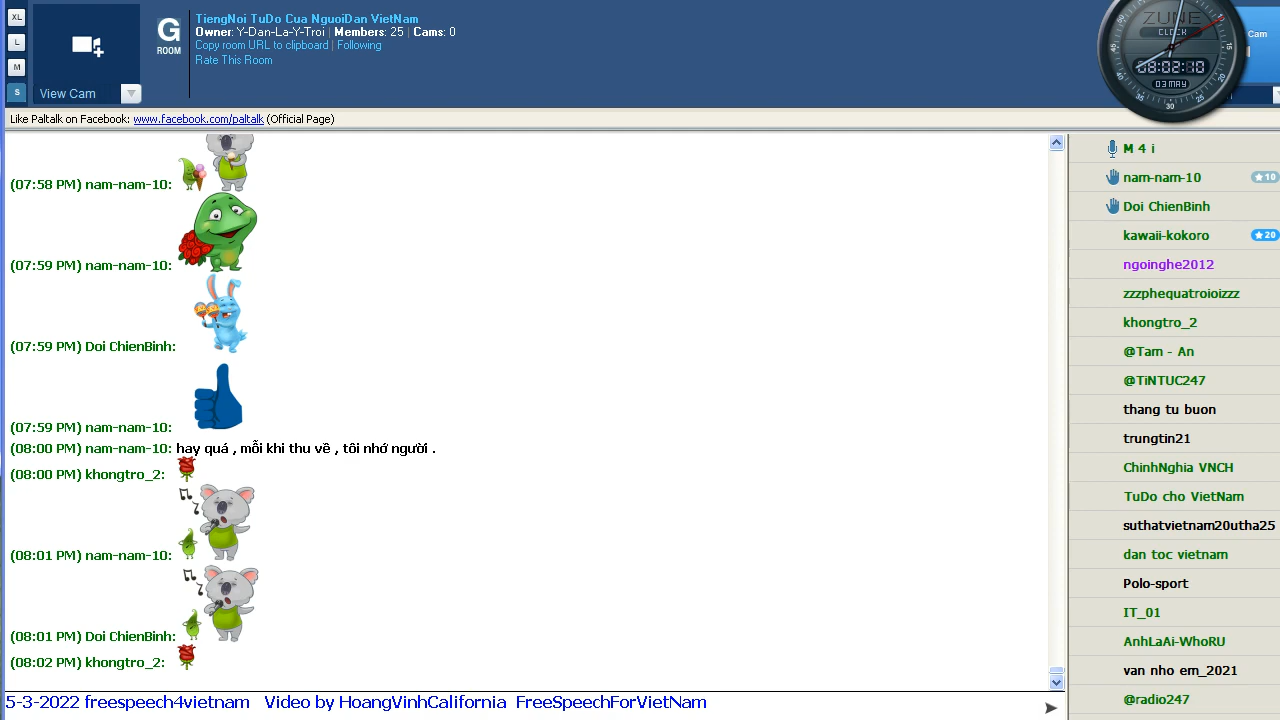 XL
L
M
S
View Cam
G
ROOM
TiengNoi TuDo Cua NguoiDan VietNam
Owner: Y-Dan-La-Y-Troi | Members: 25 | Cams: 0
Copy room URL to clipboard | Following
Rate This Room
ZUNE
CLOCK
08:02:10
03 MAY
Cam
Like Paltalk on Facebook: www.facebook.com/paltalk (Official Page)
(07:58 PM) nam-nam-10:
(07:59 PM) nam-nam-10:
(07:59 PM) Doi ChienBinh:
(07:59 PM) nam-nam-10:
(08:00 PM) nam-nam-10: hay quá , mỗi khi thu về , tôi nhớ người .
(08:00 PM) khongtro_2:
(08:01 PM) nam-nam-10:
(08:01 PM) Doi ChienBinh:
(08:02 PM) khongtro_2:
M 4 i
nam-nam-10 10
Doi ChienBinh
kawaii-kokoro 20
ngoinghe2012
zzzphequatroioizzz
khongtro_2
@Tam - An
@TiNTUC247
thang tu buon
trungtin21
ChinhNghia VNCH
TuDo cho VietNam
suthatvietnam20utha25
dan toc vietnam
Polo-sport
IT_01
AnhLaAi-WhoRU
van nho em_2021
@radio247
5-3-2022 freespeech4vietnam Video by HoangVinhCalifornia FreeSpeechForVietNam